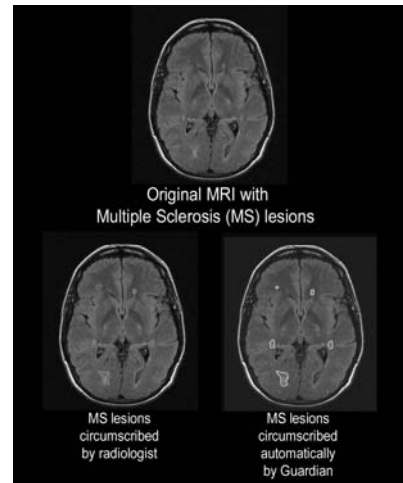 Original MRI with
Multiple Sclerosis (MS) lesions
MS lesions
circumscribed
by radiologist
MS lesions
circumscribed
automatically
by Guardian